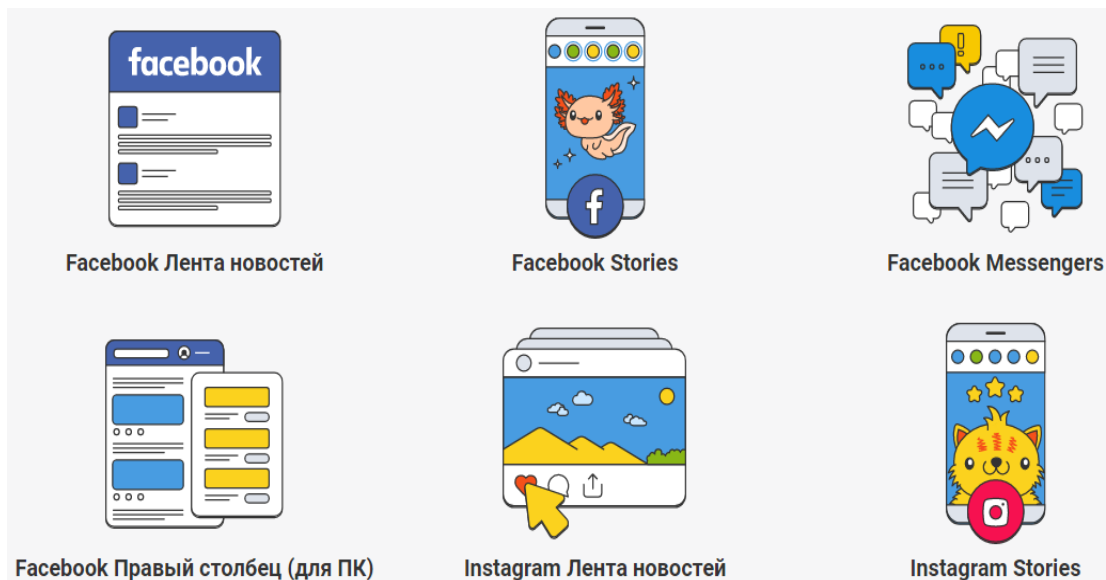 facebook
Facebook Лента новостей
Facebook Stories
Facebook Messengers
Facebook Правый столбец (для ПК)
Instagram Лента новостей
Instagram Stories